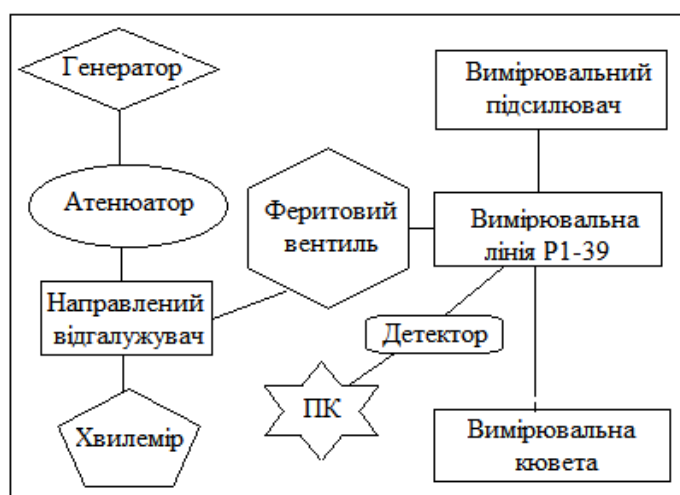 Генератор
Вимірювальний
підсилювач
Атенюатор
Феритовий
вентиль
Вимірювальна
лінія Р1-39
Направлений
відгалужувач
Детектор
ПК
Хвилемір
Вимірювальна
кювета